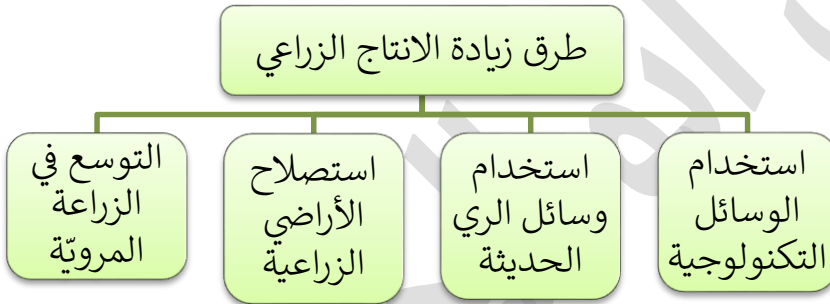 طرق زيادة الانتاج الزراعي
استخدام
الوسائل
التكنولوجية
استخدام
وسائل الري
الحديثة
استصلاح
الأراضي
الزراعية
التوسع في
الزراعة
المرويّة